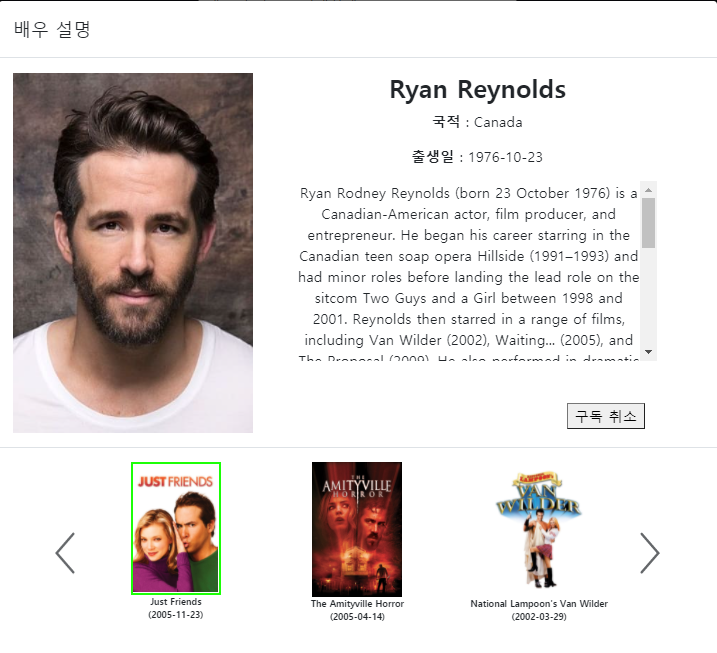 배우 설명
Ryan Reynolds
국적 : Canada
출생일 : 1976-10-23
Ryan Rodney Reynolds (born 23 October 1976) is a
Canadian-American actor, film producer, and
entrepreneur. He began his career starring in the
Canadian teen soap opera Hillside (1991–1993) and
had minor roles before landing the lead role on the
sitcom Two Guys and a Girl between 1998 and
2001. Reynolds then starred in a range of films,
including Van Wilder (2002), Waiting... (2005), and
The Proposal (2009). He also performed in dramatic
구독 취소
JUST FRIENDS
THE
AMITYVILLE
HORROR
VAN
WILDER
Just Friends
(2005-11-23)
The Amityville Horror
(2005-04-14)
National Lampoon's Van Wilder
(2002-03-29)